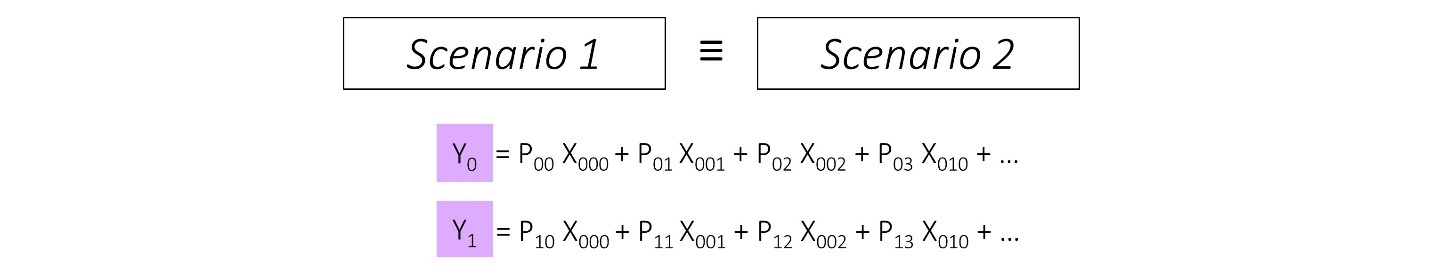 Scenario 1 ≡ Scenario 2
Y₀ = P₀₀ X₀₀₀ + P₀₁ X₀₀₁ + P₀₂ X₀₀₂ + P₀₃ X₀₁₀ + ...
Y₁ = P₁₀ X₀₀₀ + P₁₁ X₀₀₁ + P₁₂ X₀₀₂ + P₁₃ X₀₁₀ + ...